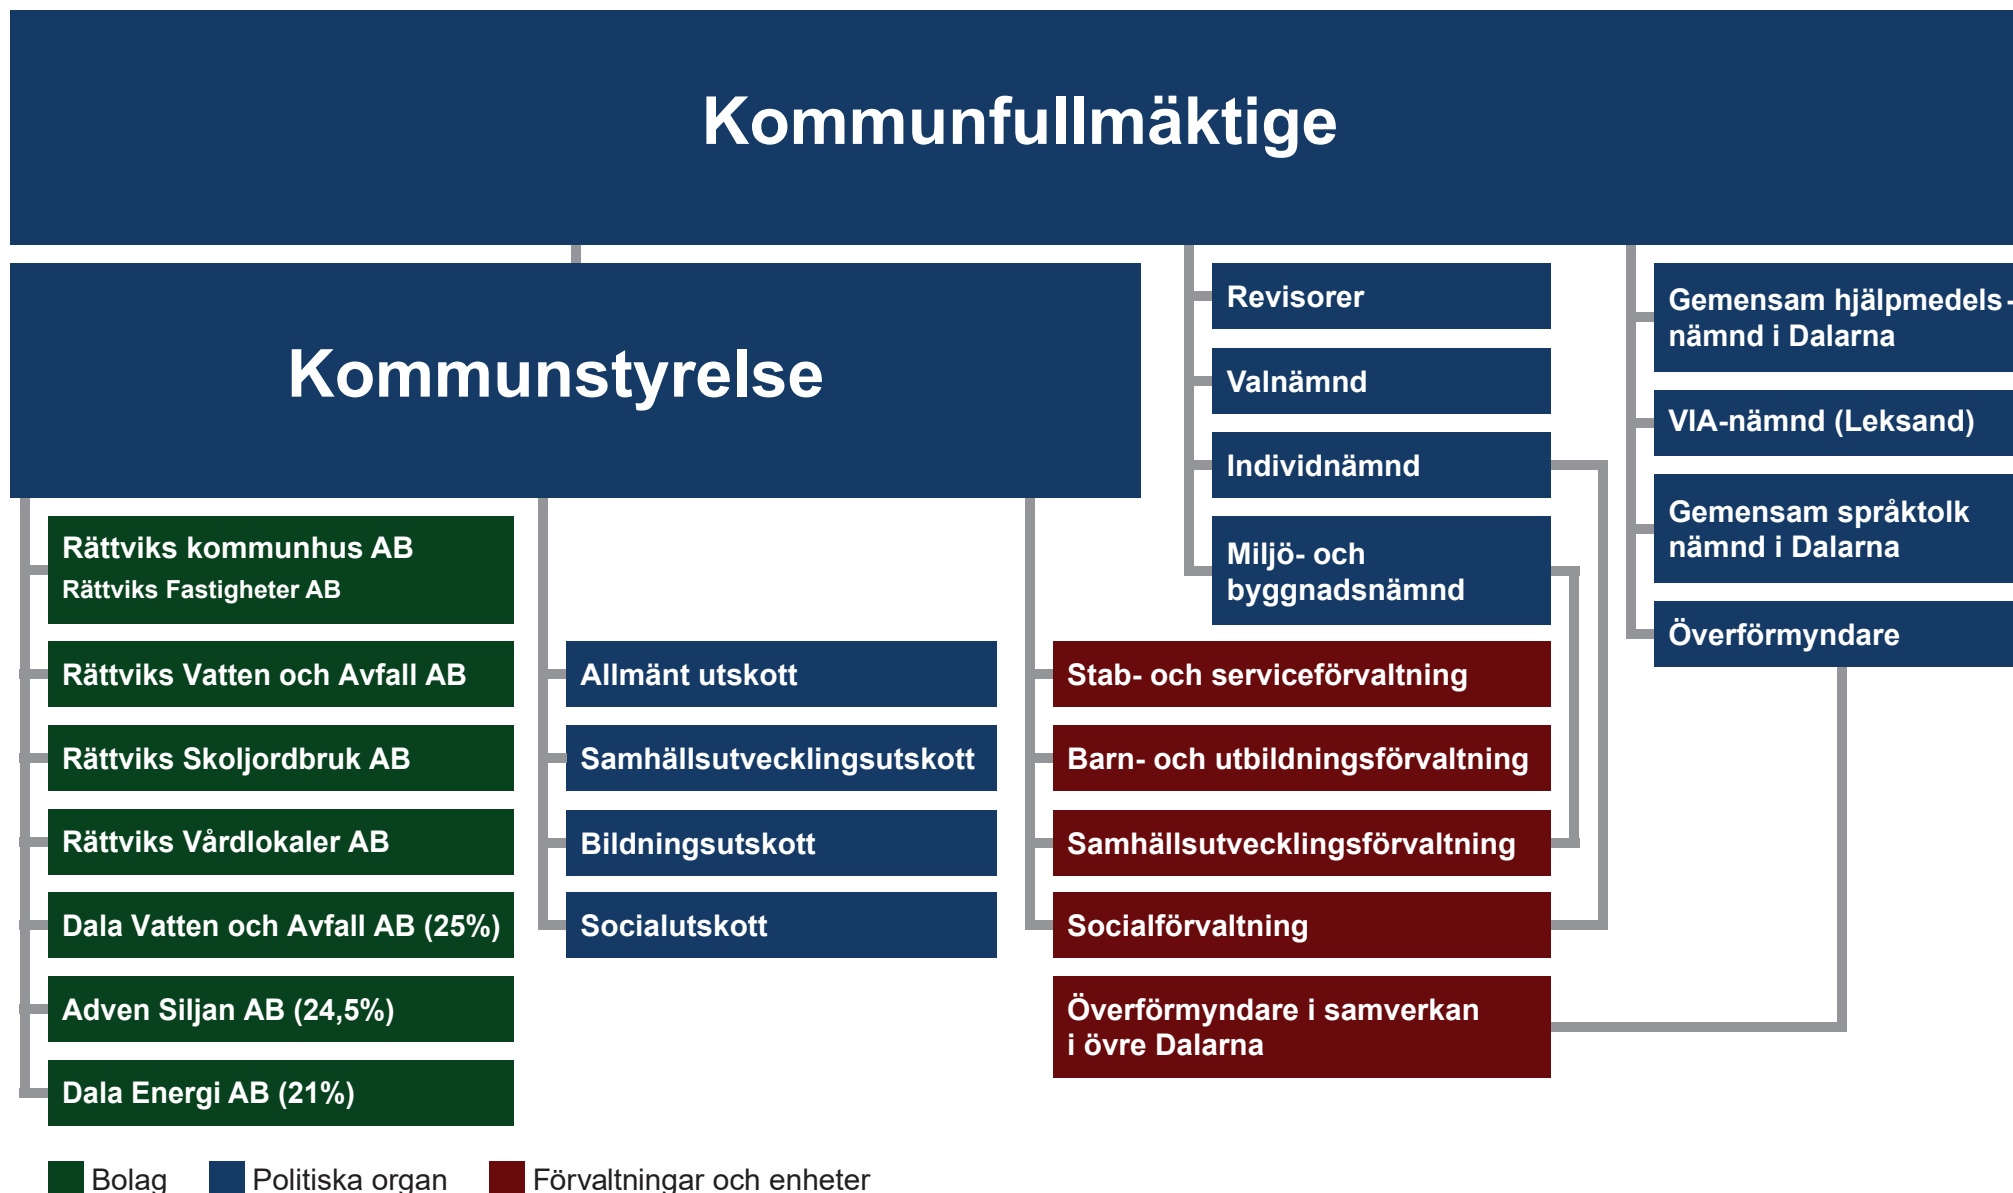 Kommunfullmäktige
Kommunstyrelse
Rättviks kommunhus AB
Rättviks Fastigheter AB
Rättviks Vatten och Avfall AB
Rättviks Skoljordbruk AB
Rättviks Vårdlokaler AB
Dala Vatten och Avfall AB (25%)
Adven Siljan AB (24,5%)
Dala Energi AB (21%)
Allmänt utskott
Samhällsutvecklingsutskott
Bildningsutskott
Socialutskott
Stab- och serviceförvaltning
Barn- och utbildningsförvaltning
Samhällsutvecklingsförvaltning
Socialförvaltning
Överförmyndare i samverkan
i övre Dalarna
Revisorer
Valnämnd
Individnämnd
Miljö- och
byggnadsnämnd
Gemensam hjälpmedels-
nämnd i Dalarna
VIA-nämnd (Leksand)
Gemensam språktolk
nämnd i Dalarna
Överförmyndare
Bolag
Politiska organ
Förvaltningar och enheter